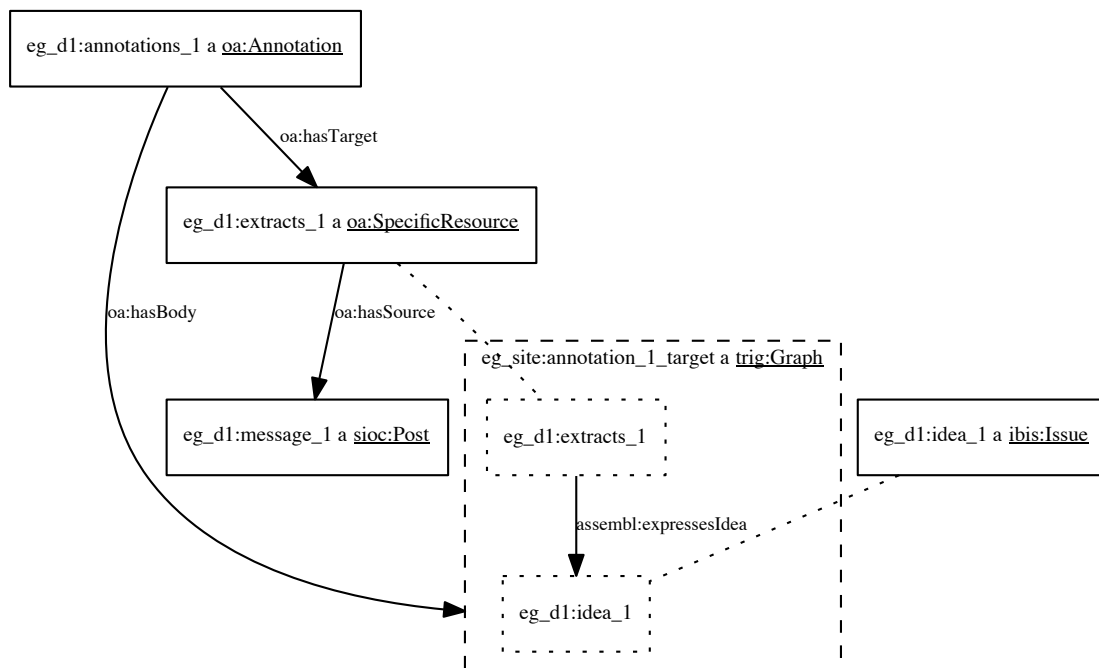 eg_d1:annotations_1 a oa:Annotation
oa:hasTarget
eg_d1:extracts_1 a oa:SpecificResource
oa:hasBody
oa:hasSource
eg_site:annotation_1_target a trig:Graph
eg_d1:message_1 a sioc:Post
eg_d1:extracts_1
eg_d1:idea_1 a ibis:Issue
assembl:expressesIdea
eg_d1:idea_1